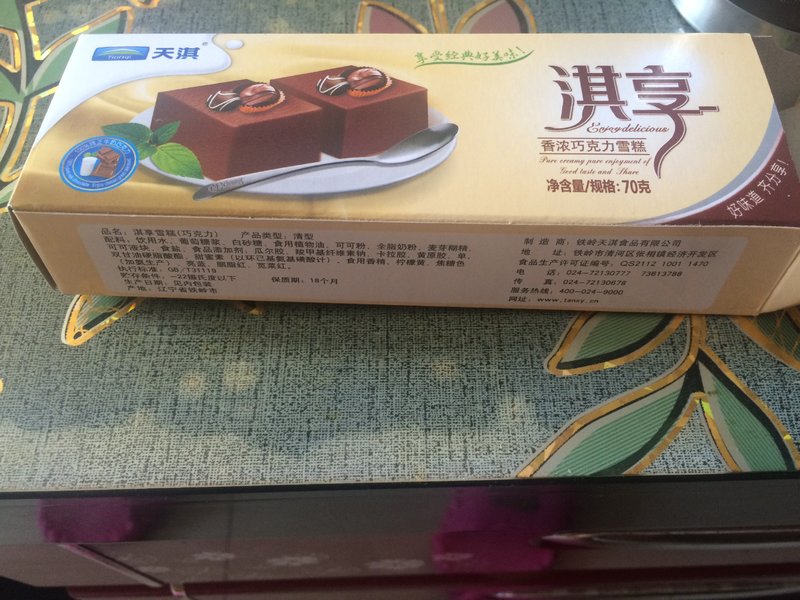 Tianqi
天淇®
享受经典好美味!
淇享
Enjoy delicious
香浓巧克力雪糕
Pure creamy pure enjoyment of
Good taste and Share
净含量/规格: 70克
好味道 齐分享!
品名: 淇享雪糕(巧克力) 产品类型: 清型
配料: 饮用水、葡萄糖浆、白砂糖、食用植物油、可可粉、全脂奶粉、麦芽糊精、
可可液块、食盐、食品添加剂、瓜尔胶、羧甲基纤维素钠、卡拉胶、黄原胶、单,
双甘油硬脂酸酯、甜蜜素(以环己基氨基磺酸计)、食用香精、柠檬黄、焦糖色
(加氨生产)、亮蓝、胭脂红、苋菜红。
执行标准: GB/T31119
贮存条件: -22摄氏度以下
生产日期: 见内包装 保质期: 18个月
产地: 辽宁省铁岭市
制造商: 铁岭天淇食品有限公司
地址: 铁岭市清河区张相镇经济开发区
食品生产许可证编号: QS2112 1001 1470
电话: 024-72130777 73613788
传真: 024-72130678
服务热线: 400-024-9000
网址: www.tansy.cn